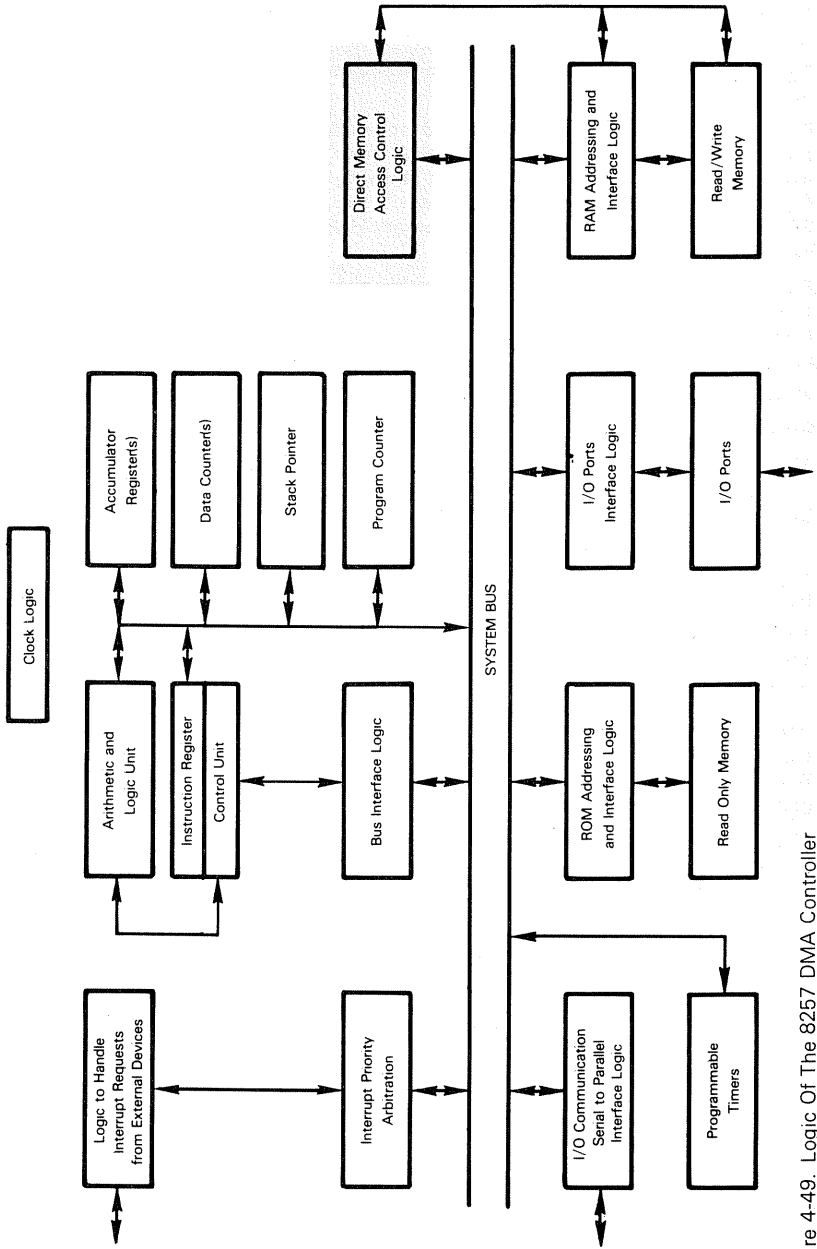 Clock Logic
Logic to Handle
Interrupt Requests
from External Devices
Arithmetic and
Logic Unit
Accumulator
Register(s)
Instruction Register
Control Unit
Data Counter(s)
Stack Pointer
Program Counter
Interrupt Priority
Arbitration
Bus Interface Logic
Direct Memory
Access Control
Logic
SYSTEM BUS
I/O Communication
Serial to Parallel
Interface Logic
ROM Addressing
and Interface Logic
I/O Ports
Interface Logic
RAM Addressing and
Interface Logic
Programmable
Timers
Read Only Memory
I/O Ports
Read/Write
Memory
re 4-49. Logic Of The 8257 DMA Controller